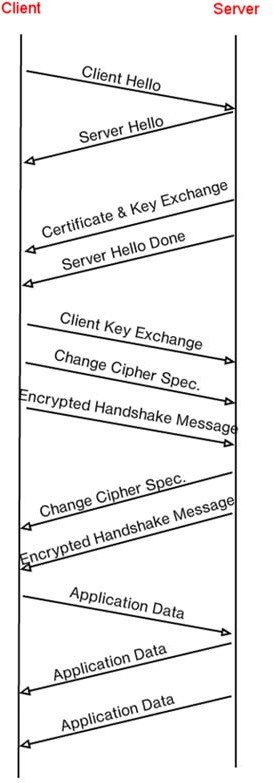 Client
Server
Client Hello
Server Hello
Certificate & Key Exchange
Server Hello Done
Client Key Exchange
Change Cipher Spec.
Encrypted Handshake Message
Change Cipher Spec.
Encrypted Handshake Message
Application Data
Application Data
Application Data